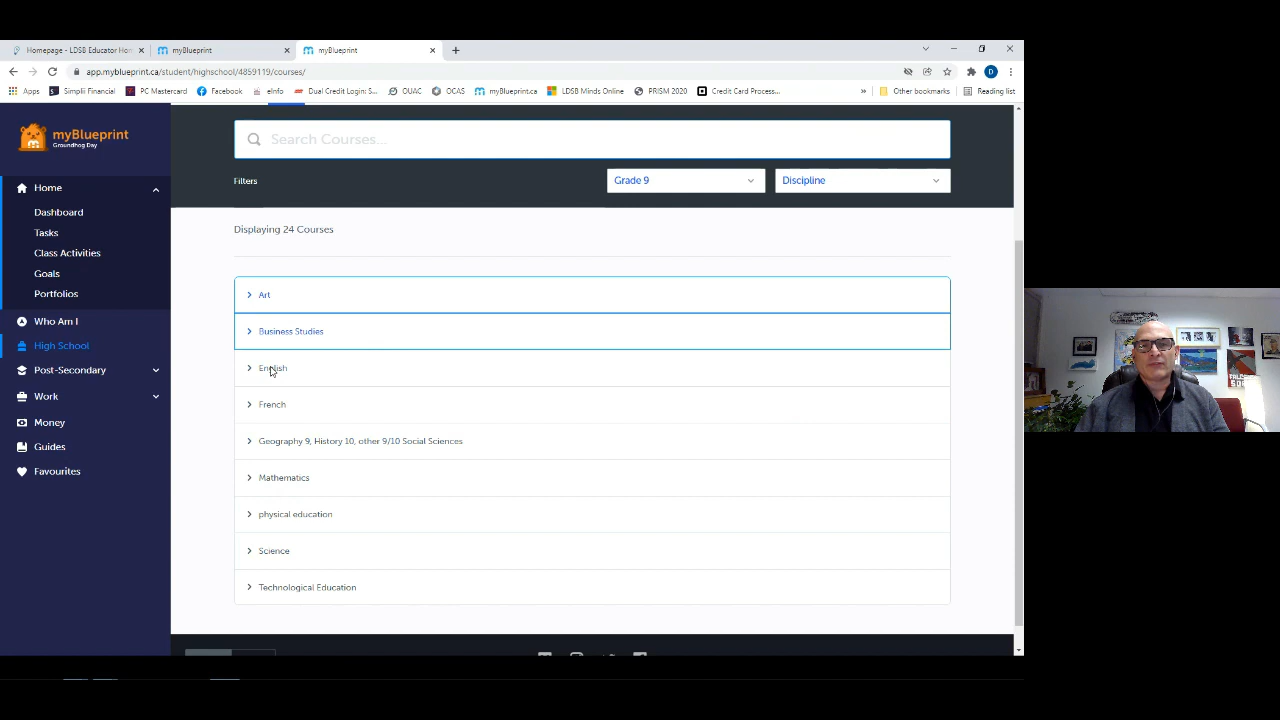 Homepage - LDSB Educator Hom
myBlueprint
myBlueprint
app.myblueprint.ca/student/highschool/4859119/courses/
Apps
Simplii Financial
PC Mastercard
Facebook
eInfo
Dual Credit Login: S...
OUAC
OCAS
myBlueprint.ca
LDSB Minds Online
PRISM 2020
Credit Card Process...
»
Other bookmarks
Reading list
D
myBlueprint
Groundhog Day
Home
Dashboard
Tasks
Class Activities
Goals
Portfolios
Who Am I
High School
Post-Secondary
Work
Money
Guides
Favourites
Search Courses...
Filters
Grade 9
Discipline
Displaying 24 Courses
Art
Business Studies
English
French
Geography 9, History 10, other 9/10 Social Sciences
Mathematics
physical education
Science
Technological Education